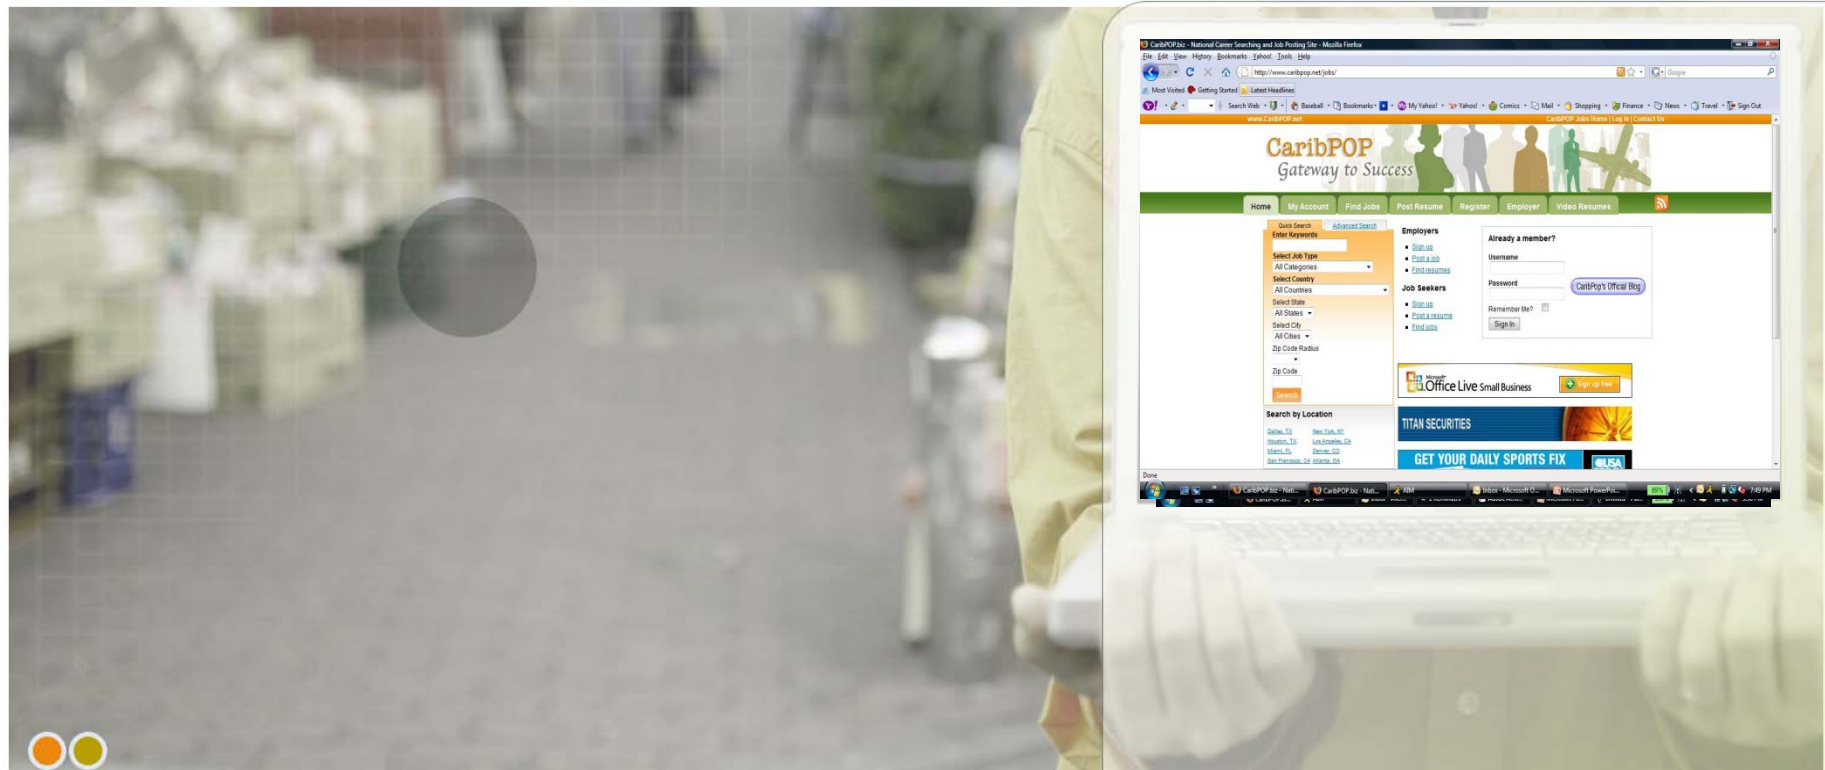 CaribPOP.biz - National Career Searching and Job Posting Site - Mozilla Firefox
File Edit View History Bookmarks Yahoo! Tools Help
http://www.caribpop.net/jobs/
Google
Most Visited Getting Started Latest Headlines
Search Web Baseball Bookmarks My Yahoo! Yahoo! Comics Mail Shopping Finance News Travel Sign Out
www.CaribPOP.net CaribPOP Jobs Home | Log In | Contact Us
CaribPOP
Gateway to Success
Home My Account Find Jobs Post Resume Register Employer Video Resumes
Quick Search Advanced Search
Enter Keywords
Select Job Type
All Categories
Select Country
All Countries
Select State
All States
Select City
All Cities
Zip Code Radius
Zip Code
Search
Search by Location
Dallas, TX New York, NY
Houston, TX Los Angeles, CA
Miami, FL Denver, CO
San Francisco, CA Atlanta, GA
Employers
Sign up
Post a job
Find resumes
Job Seekers
Sign up
Post a resume
Find jobs
Already a member?
Username
Password
Remember Me?
Sign In
CaribPop's Official Blog
Microsoft
Office Live Small Business
Sign up free
TITAN SECURITIES
GET YOUR DAILY SPORTS FIX
USA
Done
CaribPOP.biz - Nati... CaribPOP.biz - Nati... AIM Inbox - Microsoft O... Microsoft PowerPoi... 89% 7:49 PM